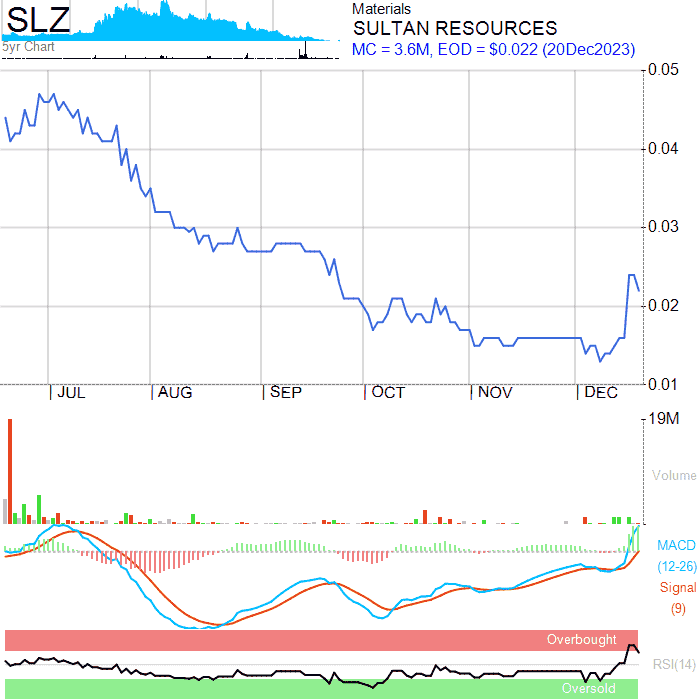 SLZ
5yr Chart
Materials
SULTAN RESOURCES
MC = 3.6M, EOD = $0.022 (20Dec2023)
0.05
0.04
0.03
0.02
0.01
JUL
AUG
SEP
OCT
NOV
DEC
19M
Volume
MACD
(12-26)
Signal
(9)
Overbought
RSI(14)
Oversold